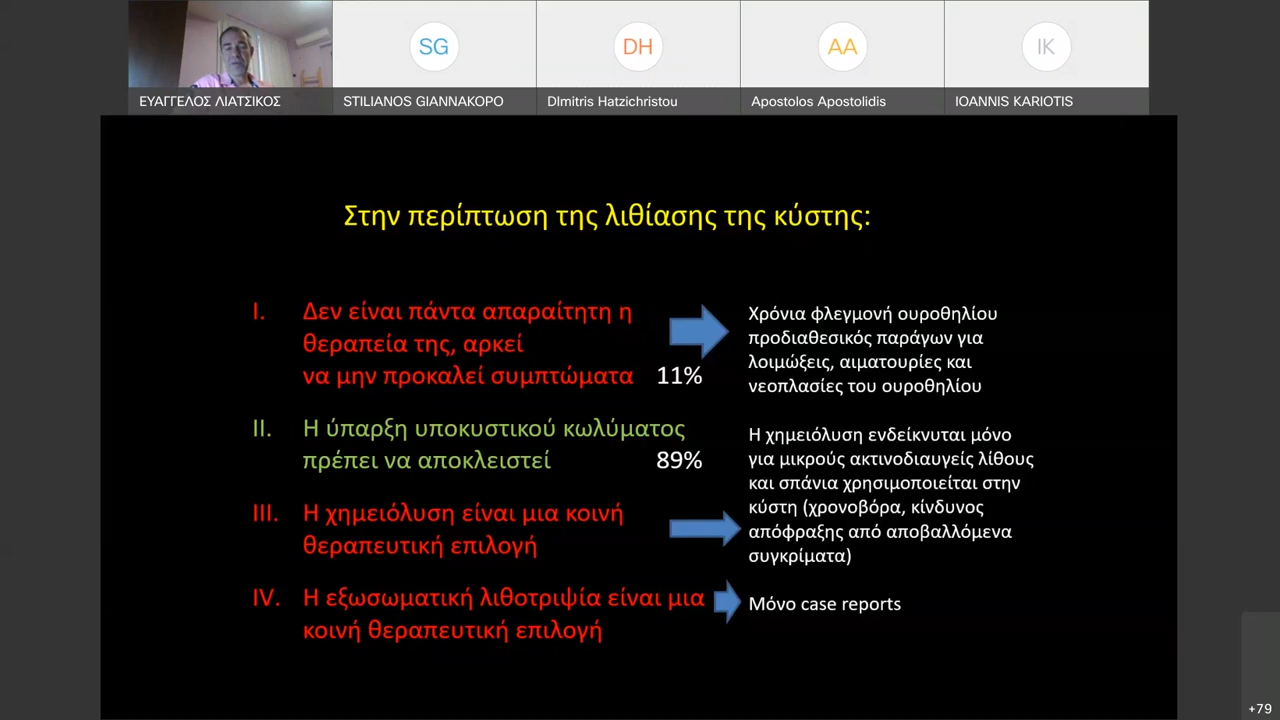 SG
DH
AA
IK
ΕΥΑΓΓΕΛΟΣ ΛΙΑΤΣΙΚΟΣ
STILIANOS GIANNAKOPO
DImitris Hatzichristou
Apostolos Apostolidis
IOANNIS KARIOTIS
Στην περίπτωση της λιθίασης της κύστης:
I. Δεν είναι πάντα απαραίτητη η
θεραπεία της, αρκεί
να μην προκαλεί συμπτώματα 11%
Χρόνια φλεγμονή ουροθηλίου
προδιαθεσικός παράγων για
λοιμώξεις, αιματουρίες και
νεοπλασίες του ουροθηλίου
II. Η ύπαρξη υποκυστικού κωλύματος
πρέπει να αποκλειστεί 89%
III. Η χημειόλυση είναι μια κοινή
θεραπευτική επιλογή
Η χημειόλυση ενδείκνυται μόνο
για μικρούς ακτινοδιαυγείς λίθους
και σπάνια χρησιμοποιείται στην
κύστη (χρονοβόρα, κίνδυνος
απόφραξης από αποβαλλόμενα
συγκρίματα)
IV. Η εξωσωματική λιθοτριψία είναι μια
κοινή θεραπευτική επιλογή
Μόνο case reports
+79